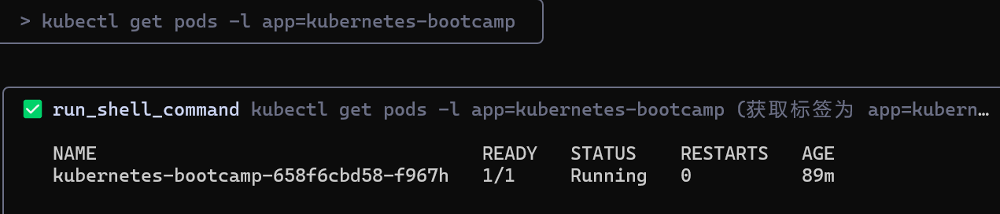 > kubectl get pods -l app=kubernetes-bootcamp
✅ run_shell_command kubectl get pods -l app=kubernetes-bootcamp (获取标签为 app=kubern…
NAME READY STATUS RESTARTS AGE
kubernetes-bootcamp-658f6cbd58-f967h 1/1 Running 0 89m